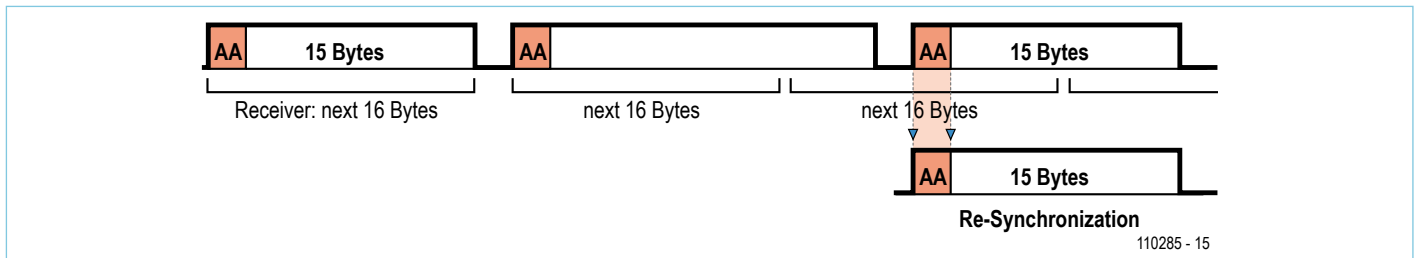 AA 15 Bytes AA AA 15 Bytes
Receiver: next 16 Bytes next 16 Bytes next 16 Bytes
AA 15 Bytes
Re-Synchronization
110285 - 15